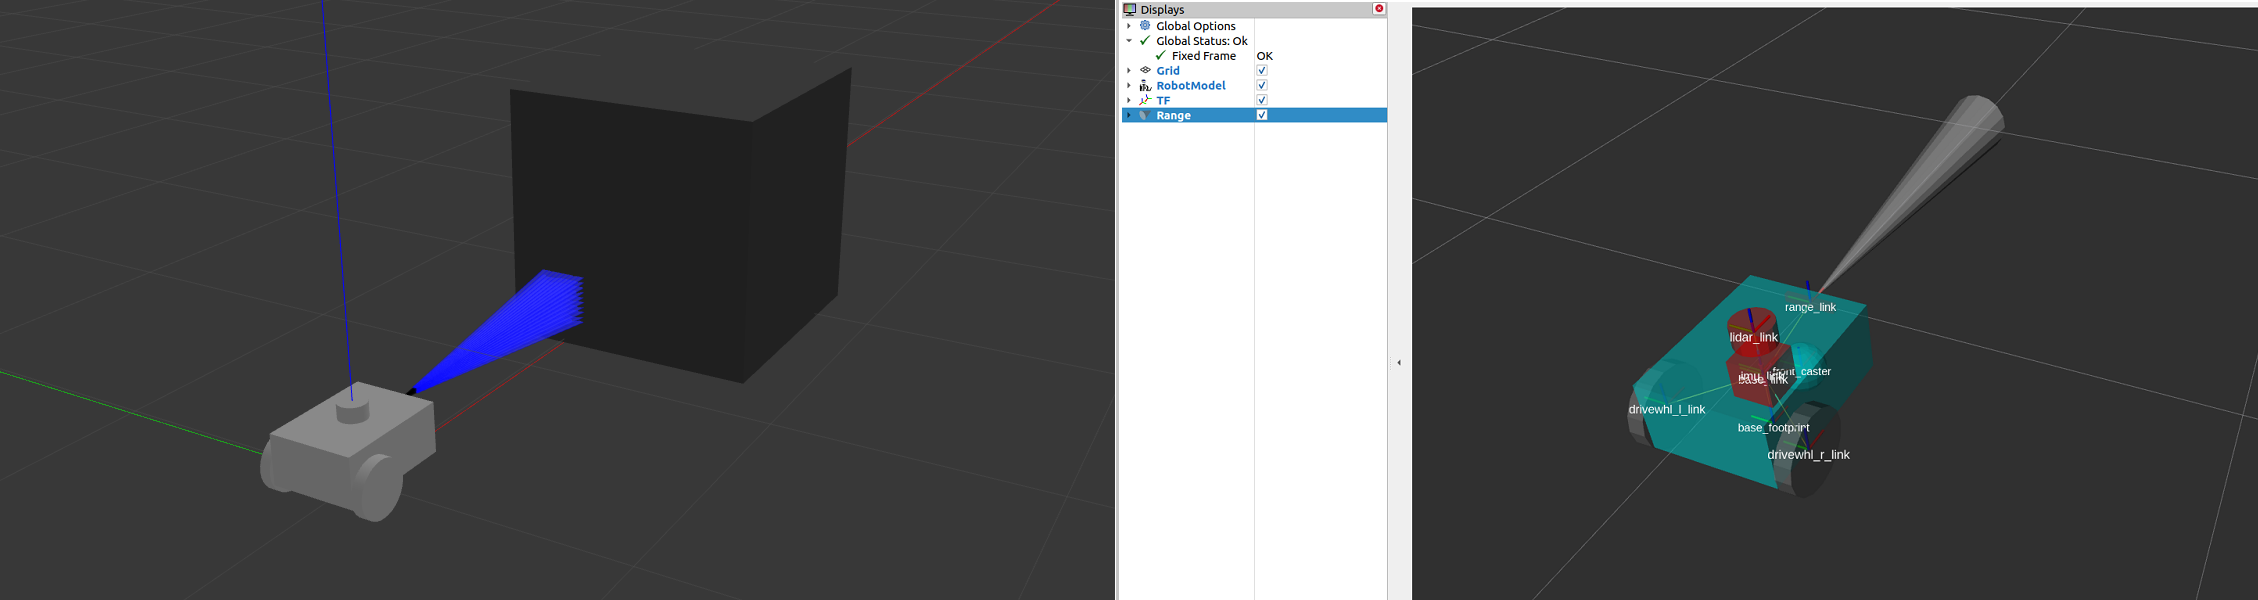 Displays
Global Options
Global Status: Ok
Fixed Frame OK
Grid
RobotModel
TF
Range
range_link
lidar_link
front_caster
imu_link
base_link
drivewhl_l_link
base_footprint
drivewhl_r_link